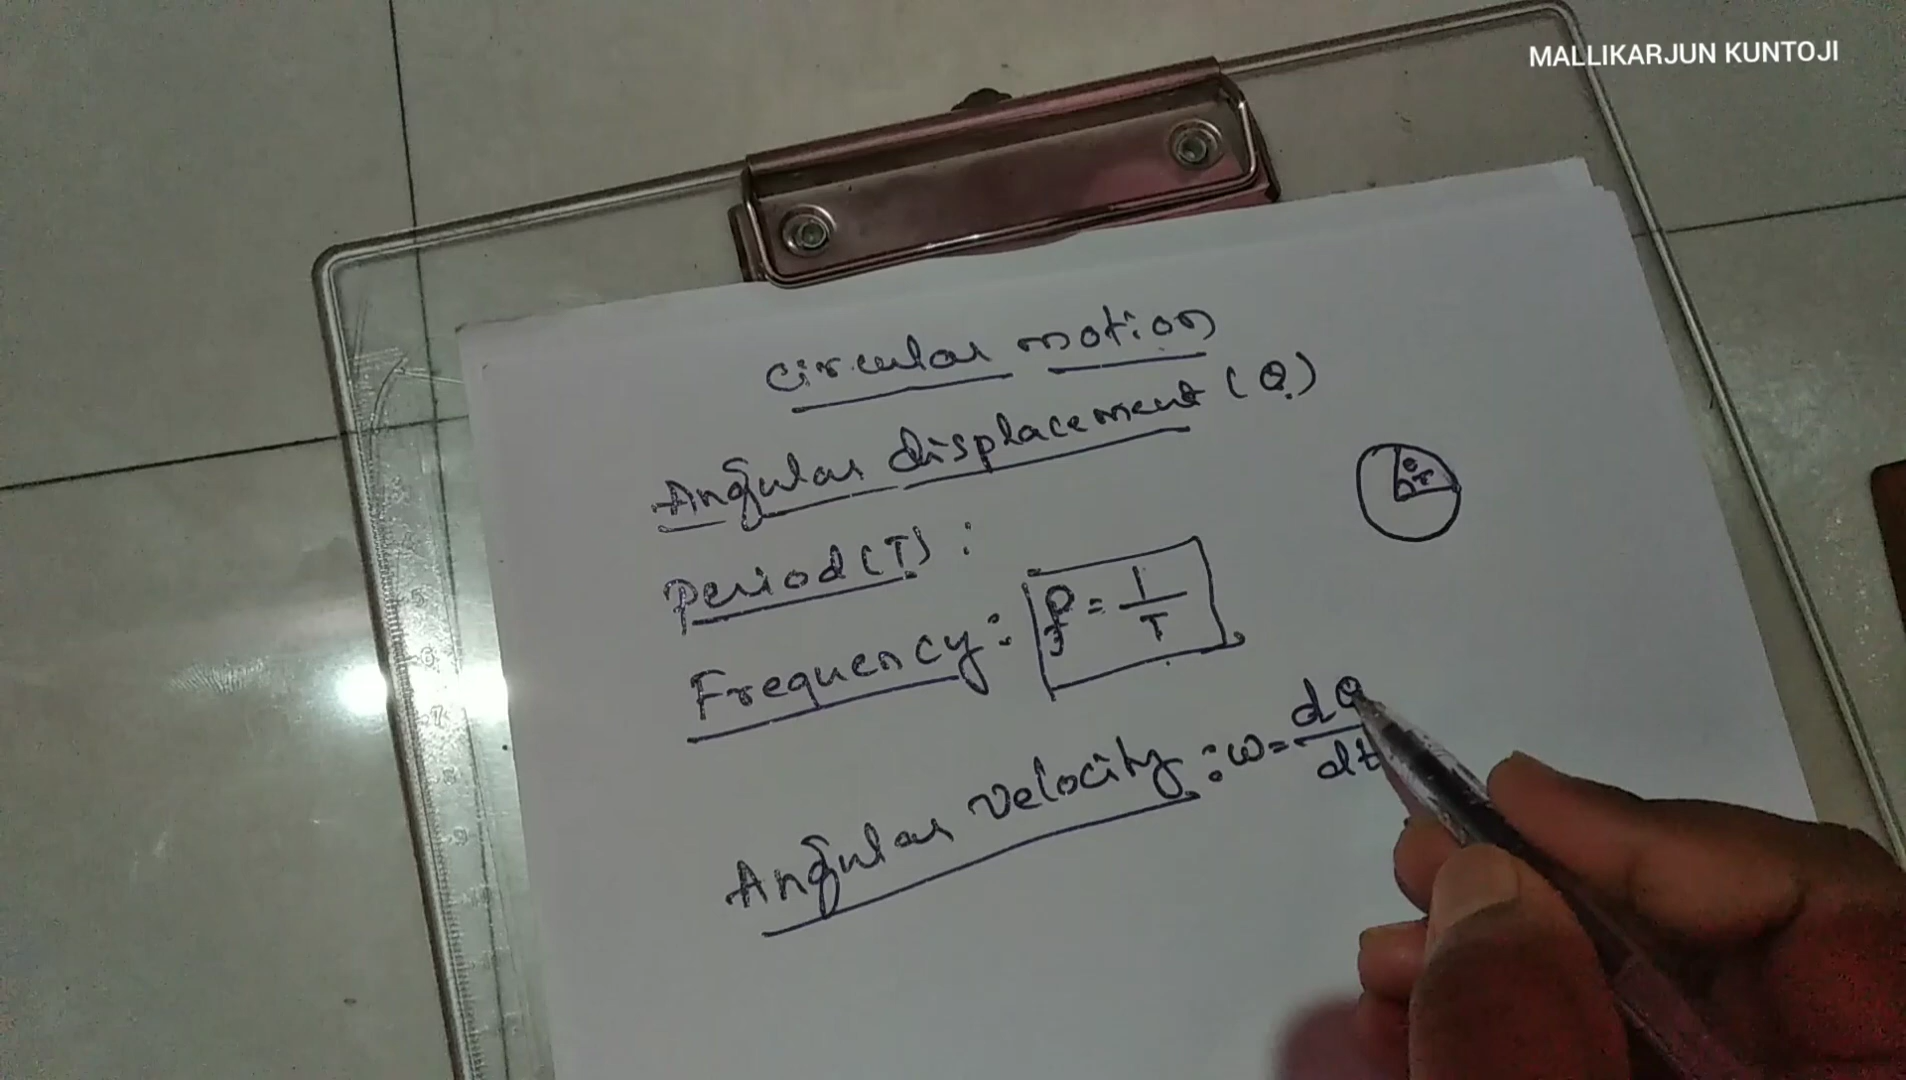 MALLIKARJUN KUNTOJI
Circular motion
Angular displacement (θ)
Period (T) :
Frequency : f = 1/T
Angular velocity : ω = dθ/dt